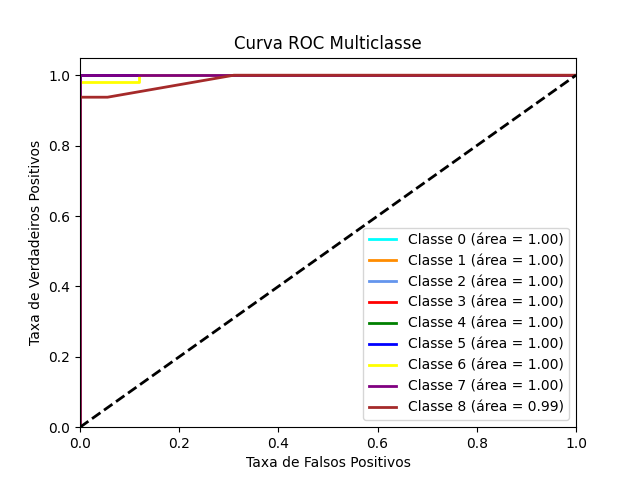 Curva ROC Multiclasse
Taxa de Verdadeiros Positivos
1.0
0.8
0.6
0.4
0.2
0.0
Classe 0 (área = 1.00)
Classe 1 (área = 1.00)
Classe 2 (área = 1.00)
Classe 3 (área = 1.00)
Classe 4 (área = 1.00)
Classe 5 (área = 1.00)
Classe 6 (área = 1.00)
Classe 7 (área = 1.00)
Classe 8 (área = 0.99)
0.0 0.2 0.4 0.6 0.8 1.0
Taxa de Falsos Positivos